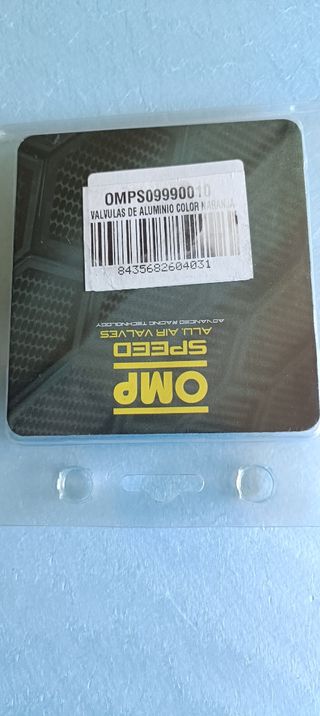 OMPS09990010
VALVULAS DE ALUMINIO COLOR NARANJA
8435682604031
ADVANCED RACING TECHNOLOGY
ALU. AIR VALVES
SPEED
OMP